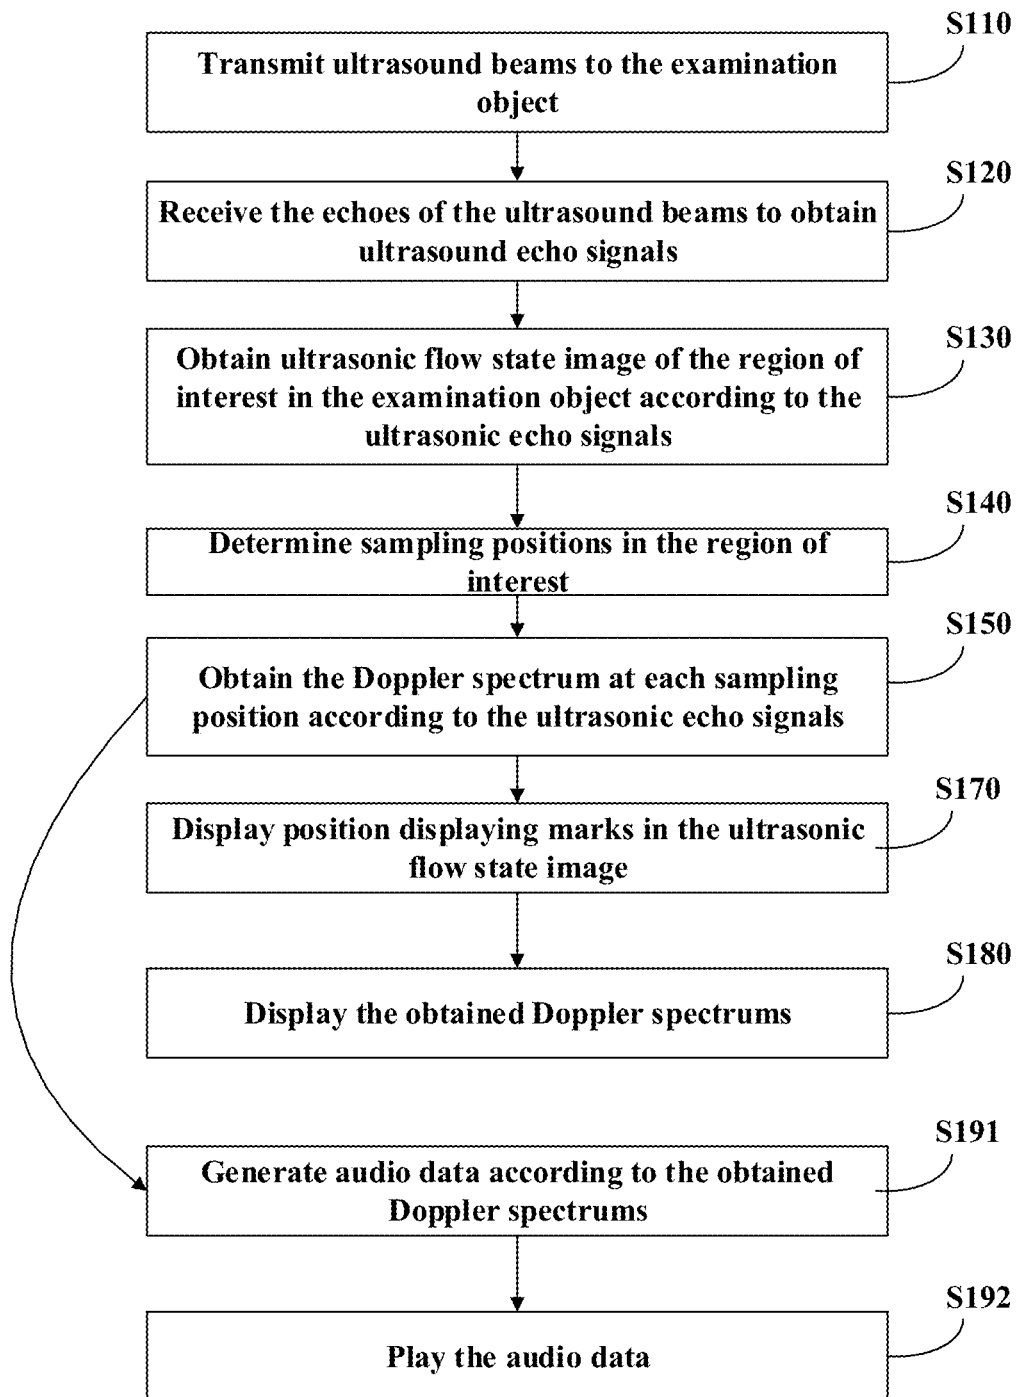 S110
Transmit ultrasound beams to the examination
object
S120
Receive the echoes of the ultrasound beams to obtain
ultrasound echo signals
S130
Obtain ultrasonic flow state image of the region of
interest in the examination object according to the
ultrasonic echo signals
S140
Determine sampling positions in the region of
interest
S150
Obtain the Doppler spectrum at each sampling
position according to the ultrasonic echo signals
S170
Display position displaying marks in the ultrasonic
flow state image
S180
Display the obtained Doppler spectrums
S191
Generate audio data according to the obtained
Doppler spectrums
S192
Play the audio data